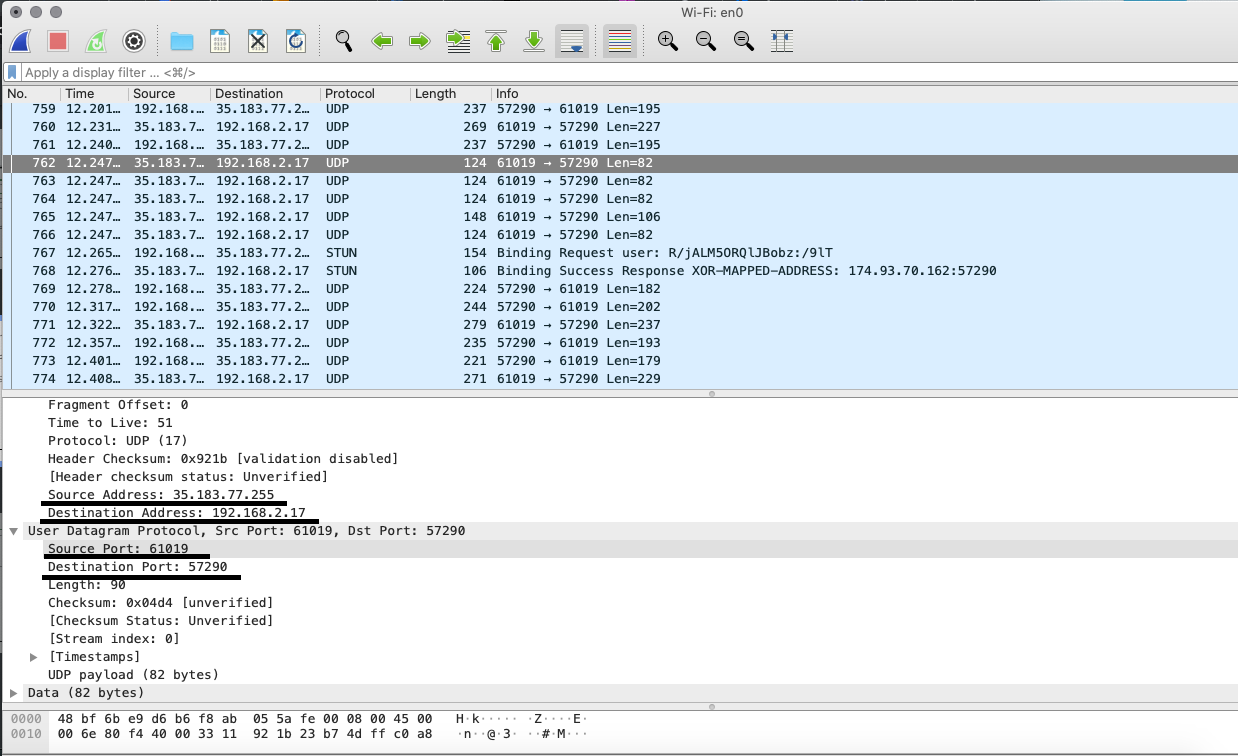 Wi-Fi: en0
Apply a display filter ... <⌘/>
No. Time Source Destination Protocol Length Info
759 12.201… 192.168.… 35.183.77.2… UDP 237 57290 → 61019 Len=195
760 12.231… 35.183.7… 192.168.2.17 UDP 269 61019 → 57290 Len=227
761 12.240… 192.168.… 35.183.77.2… UDP 237 57290 → 61019 Len=195
762 12.247… 35.183.7… 192.168.2.17 UDP 124 61019 → 57290 Len=82
763 12.247… 35.183.7… 192.168.2.17 UDP 124 61019 → 57290 Len=82
764 12.247… 35.183.7… 192.168.2.17 UDP 124 61019 → 57290 Len=82
765 12.247… 35.183.7… 192.168.2.17 UDP 148 61019 → 57290 Len=106
766 12.247… 35.183.7… 192.168.2.17 UDP 124 61019 → 57290 Len=82
767 12.265… 192.168.… 35.183.77.2… STUN 154 Binding Request user: R/jALM5ORQlJBobz:/9lT
768 12.276… 35.183.7… 192.168.2.17 STUN 106 Binding Success Response XOR-MAPPED-ADDRESS: 174.93.70.162:57290
769 12.278… 192.168.… 35.183.77.2… UDP 224 57290 → 61019 Len=182
770 12.317… 192.168.… 35.183.77.2… UDP 244 57290 → 61019 Len=202
771 12.322… 35.183.7… 192.168.2.17 UDP 279 61019 → 57290 Len=237
772 12.357… 192.168.… 35.183.77.2… UDP 235 57290 → 61019 Len=193
773 12.401… 192.168.… 35.183.77.2… UDP 221 57290 → 61019 Len=179
774 12.408… 35.183.7… 192.168.2.17 UDP 271 61019 → 57290 Len=229
Fragment Offset: 0
Time to Live: 51
Protocol: UDP (17)
Header Checksum: 0x921b [validation disabled]
[Header checksum status: Unverified]
Source Address: 35.183.77.255
Destination Address: 192.168.2.17
User Datagram Protocol, Src Port: 61019, Dst Port: 57290
Source Port: 61019
Destination Port: 57290
Length: 90
Checksum: 0x04d4 [unverified]
[Checksum Status: Unverified]
[Stream index: 0]
[Timestamps]
UDP payload (82 bytes)
Data (82 bytes)
0000 48 bf 6b e9 d6 b6 f8 ab 05 5a fe 00 08 00 45 00 H·k····· ·Z····E·
0010 00 6e 80 f4 40 00 33 11 92 1b 23 b7 4d ff c0 a8 ·n··@·3· ··#·M···